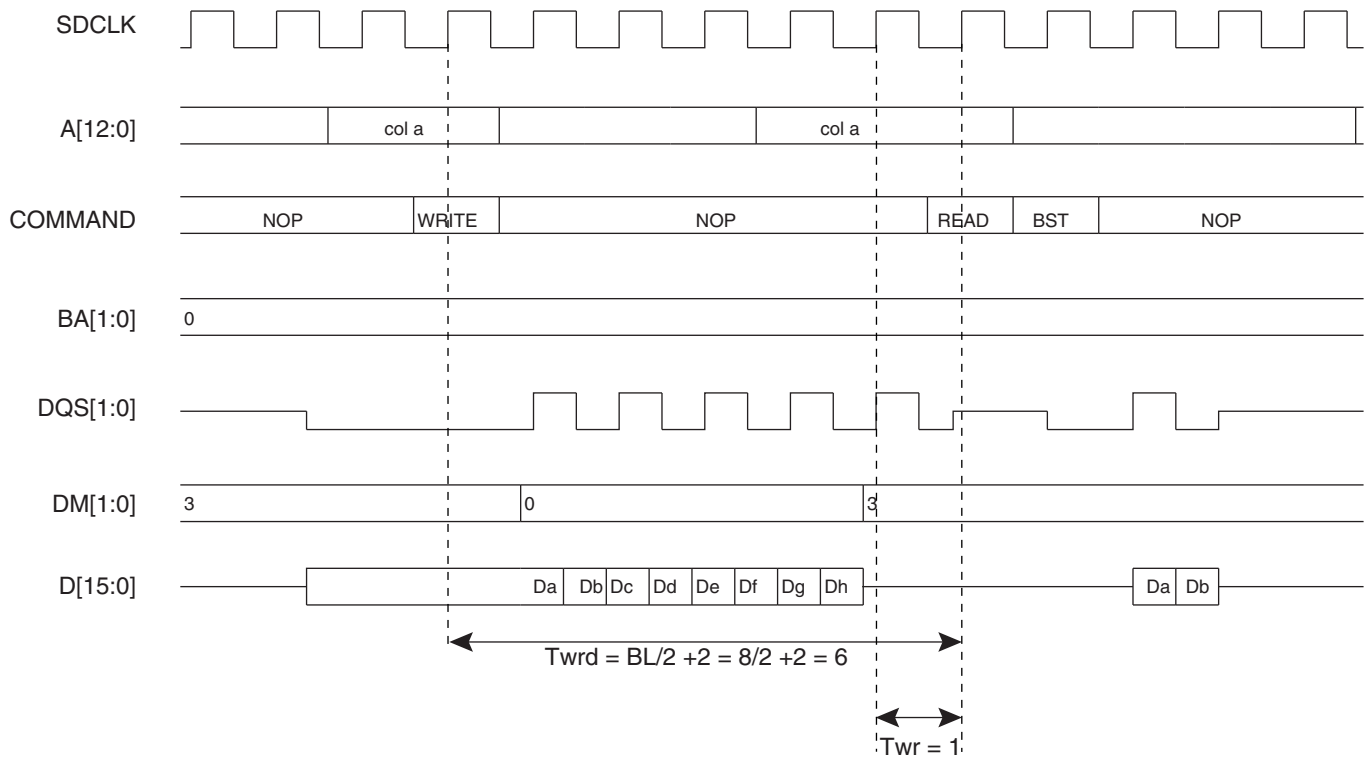 SDCLK
A[12:0] col a col a
COMMAND NOP WRITE NOP READ BST NOP
BA[1:0] 0
DQS[1:0]
DM[1:0] 3 0 3
D[15:0] Da Db Dc Dd De Df Dg Dh Da Db
Twrd = BL/2 +2 = 8/2 +2 = 6
Twr = 1